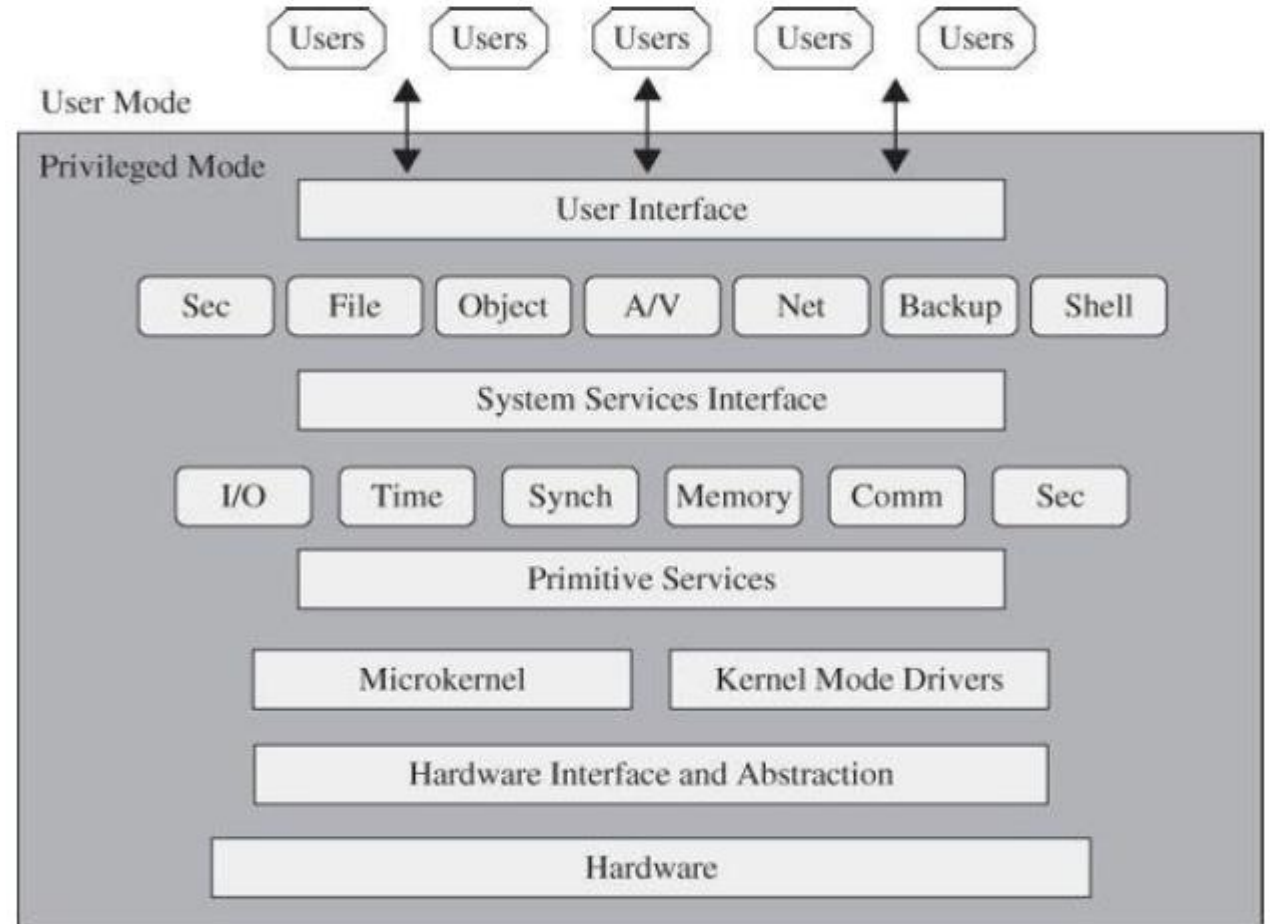 Users Users Users Users Users
User Mode
Privileged Mode
User Interface
Sec File Object A/V Net Backup Shell
System Services Interface
I/O Time Synch Memory Comm Sec
Primitive Services
Microkernel Kernel Mode Drivers
Hardware Interface and Abstraction
Hardware